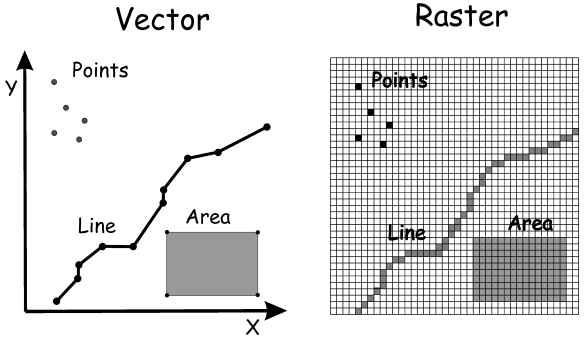 Vector
Y
Points
Line
Area
X
Raster
Points
Line
Area